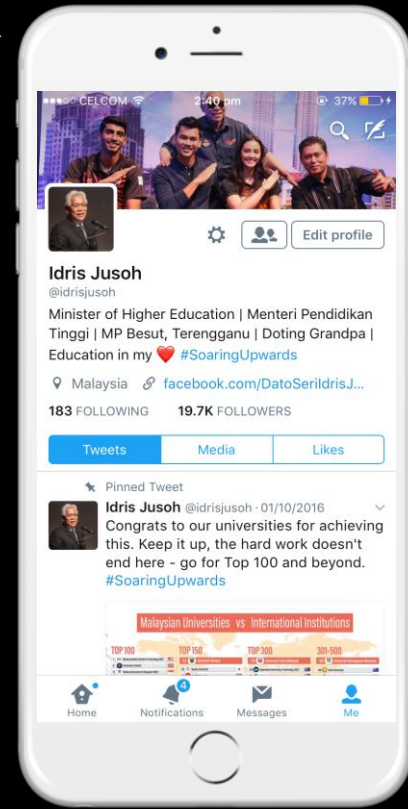 CELCOM 2:40 pm 37%
Edit profile
Idris Jusoh
@idrisjusoh
Minister of Higher Education | Menteri Pendidikan
Tinggi | MP Besut, Terengganu | Doting Grandpa |
Education in my ❤️ #SoaringUpwards
Malaysia facebook.com/DatoSeriIdrisJ...
183 FOLLOWING 19.7K FOLLOWERS
Tweets Media Likes
Pinned Tweet
Idris Jusoh @idrisjusoh · 01/10/2016
Congrats to our universities for achieving
this. Keep it up, the hard work doesn't
end here - go for Top 100 and beyond.
#SoaringUpwards
Malaysian Universities vs International Institutions
TOP 100 TOP 150 TOP 300 301-500
4
Home Notifications Messages Me